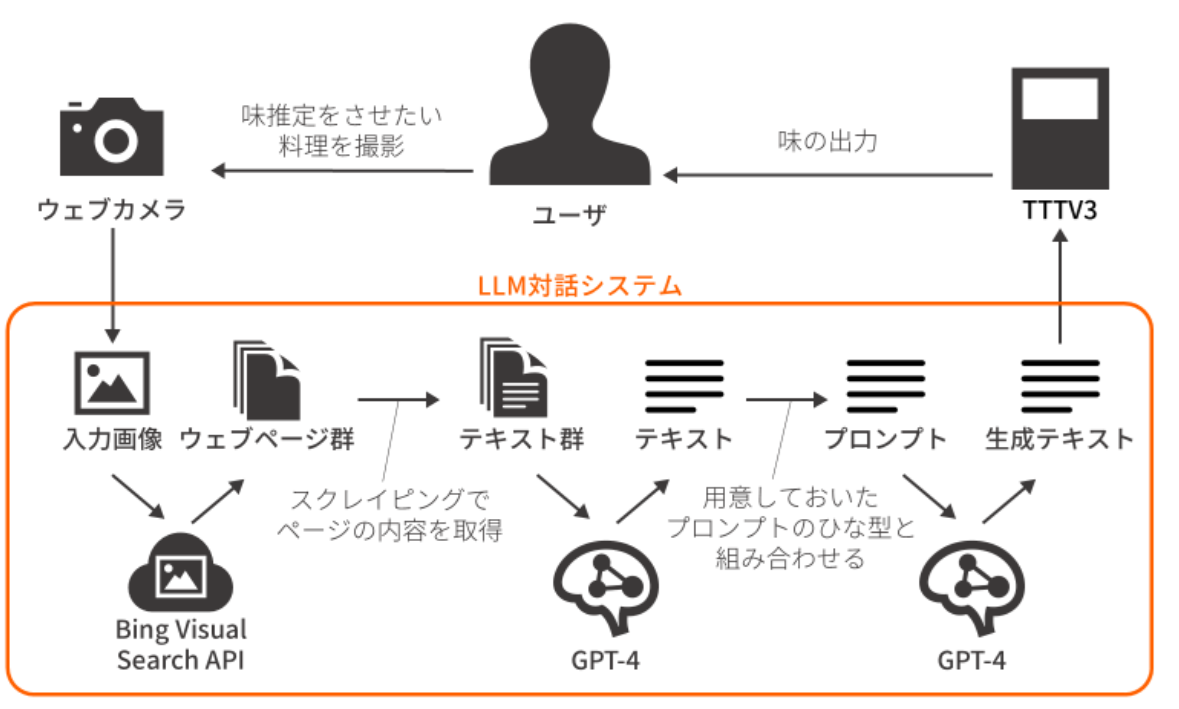 味推定をさせたい
料理を撮影
味の出力
ウェブカメラ
ユーザ
TTTV3
LLM対話システム
入力画像
ウェブページ群
テキスト群
テキスト
プロンプト
生成テキスト
スクレイピングで
ページの内容を取得
用意しておいた
プロンプトのひな型と
組み合わせる
Bing Visual
Search API
GPT-4
GPT-4